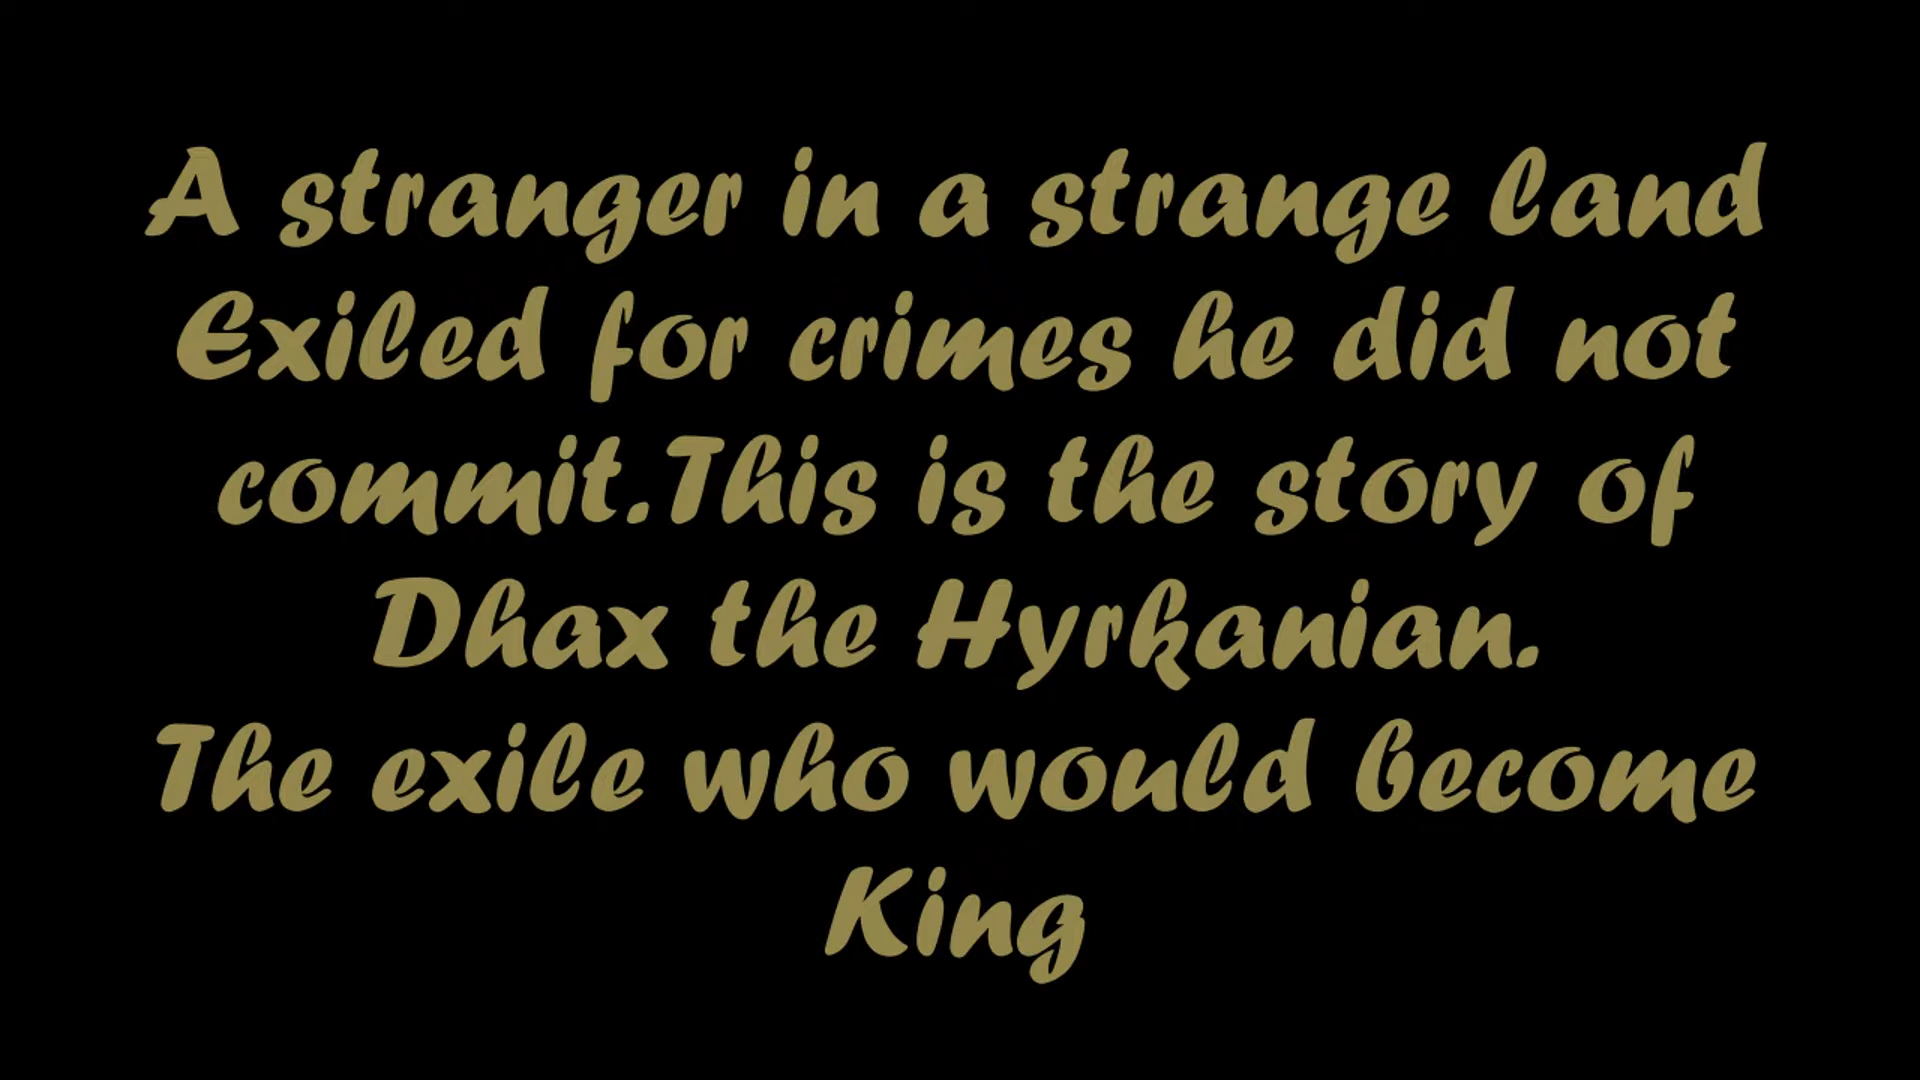 A stranger in a strange land
Exiled for crimes he did not
commit.This is the story of
Dhax the Hyrkanian.
The exile who would become
King